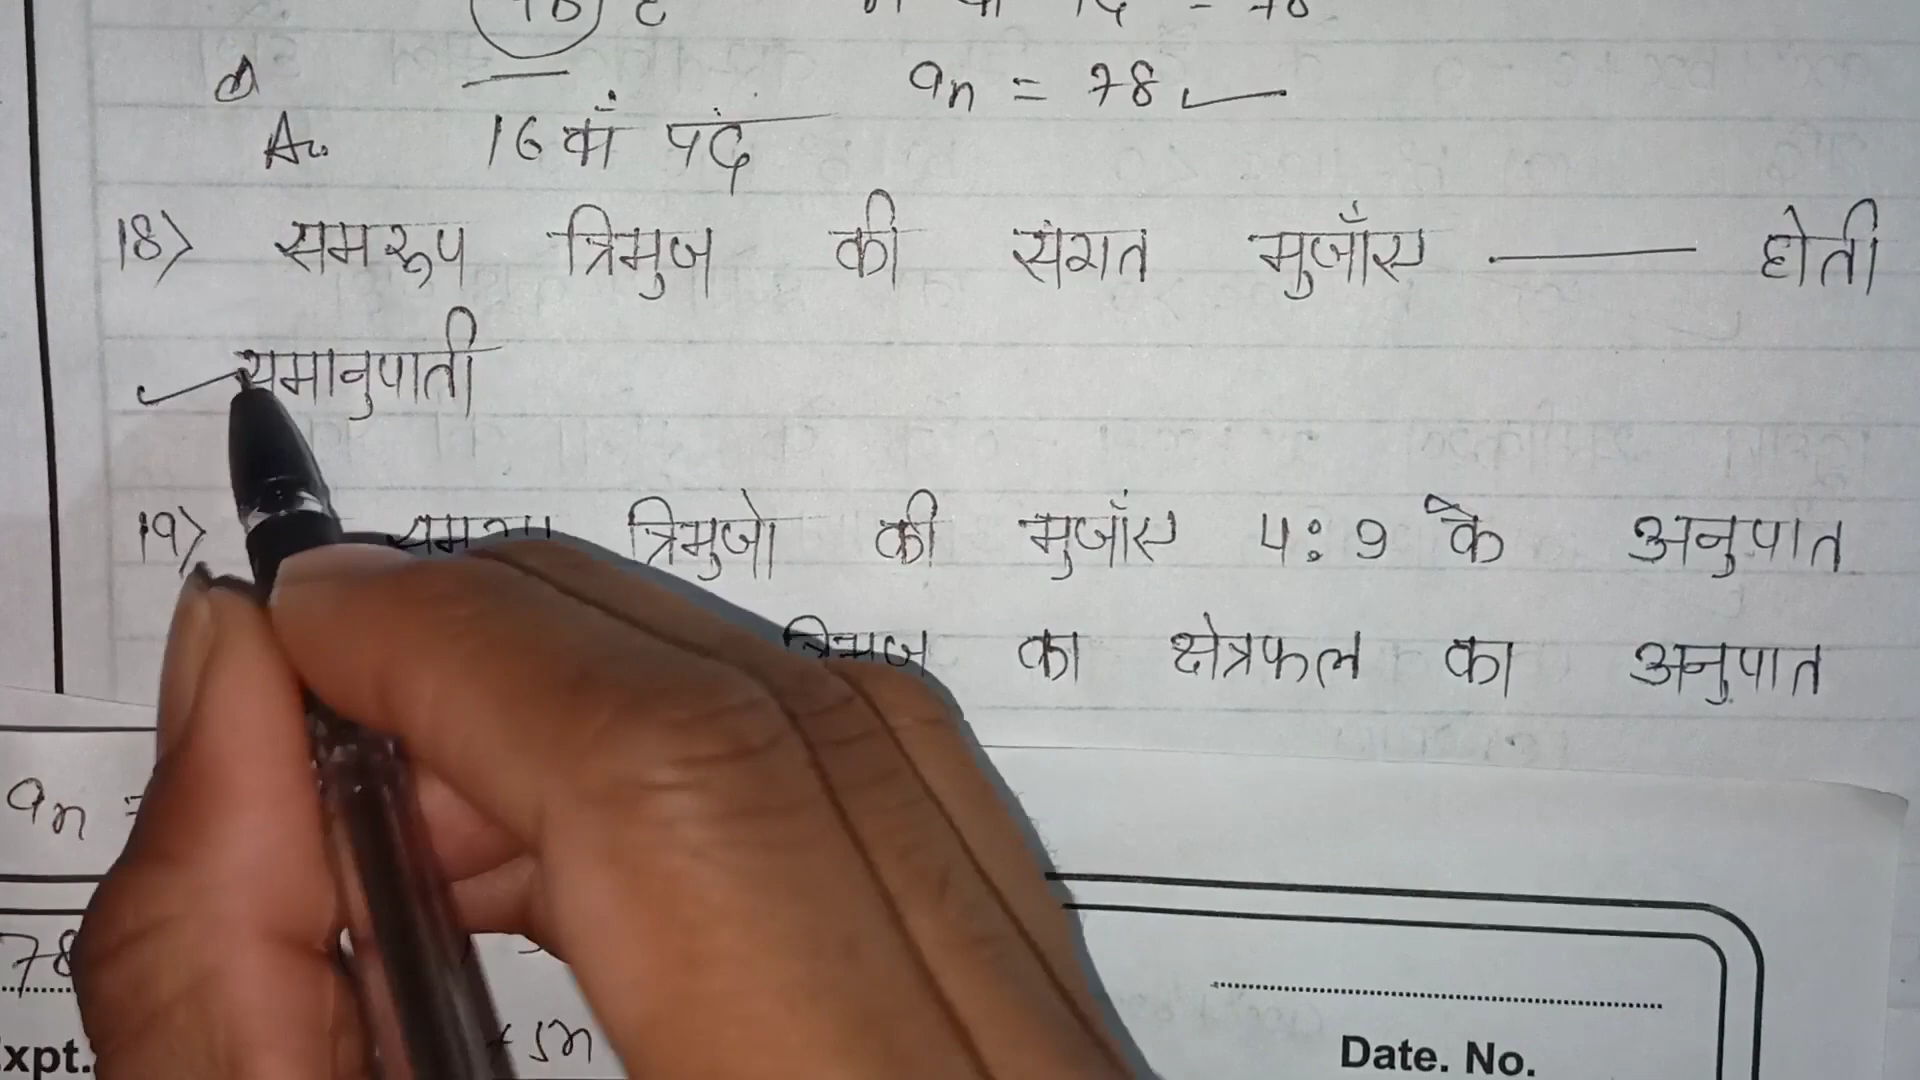 an = 78
16 वाँ पद
18) समरूप त्रिभुज की संगत भुजाँए —— होती
समानुपाती
19) त्रिभुजो की भुजाँए 4:9 के अनुपात
त्रिभुज का क्षेत्रफल का अनुपात
an =
78
+5n
xpt.
Date. No.